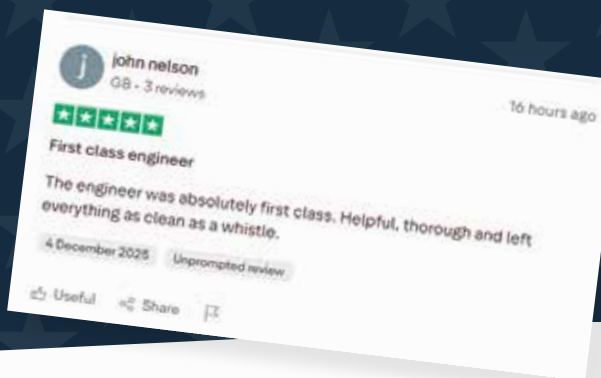 j
john nelson
GB • 3 reviews
16 hours ago
First class engineer
The engineer was absolutely first class. Helpful, thorough and left
everything as clean as a whistle.
4 December 2025
Unprompted review
Useful
Share